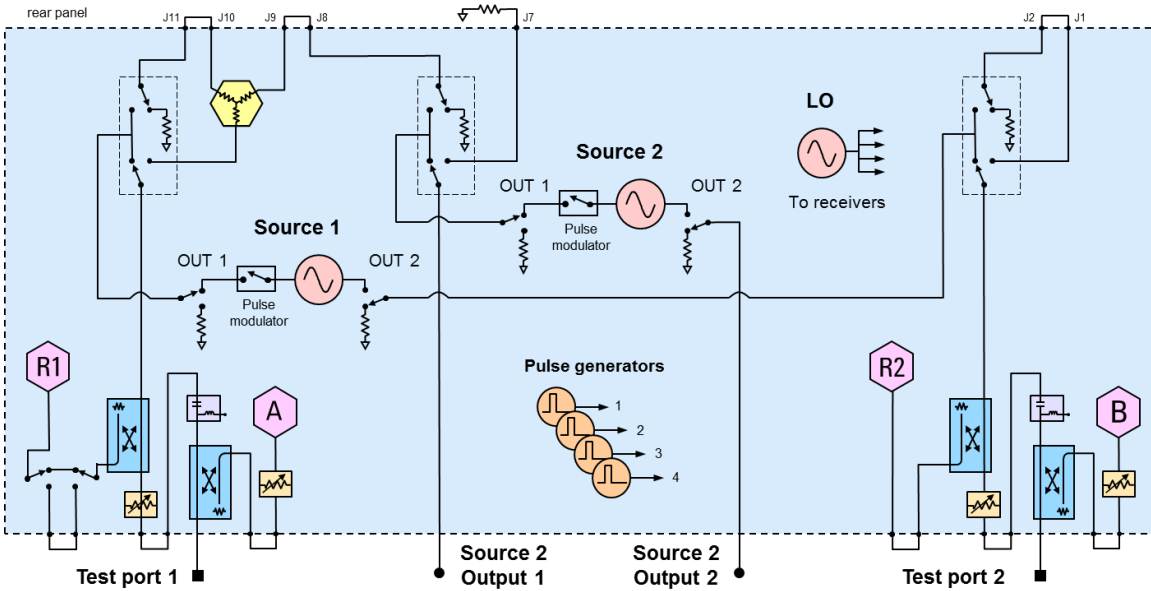 rear panel
J11
J10
J9
J8
J7
J2
J1
LO
To receivers
Source 2
OUT 1
OUT 2
Pulse
modulator
Source 1
OUT 1
OUT 2
Pulse
modulator
R1
A
Pulse generators
1
2
3
4
R2
B
Test port 1
Source 2
Output 1
Source 2
Output 2
Test port 2